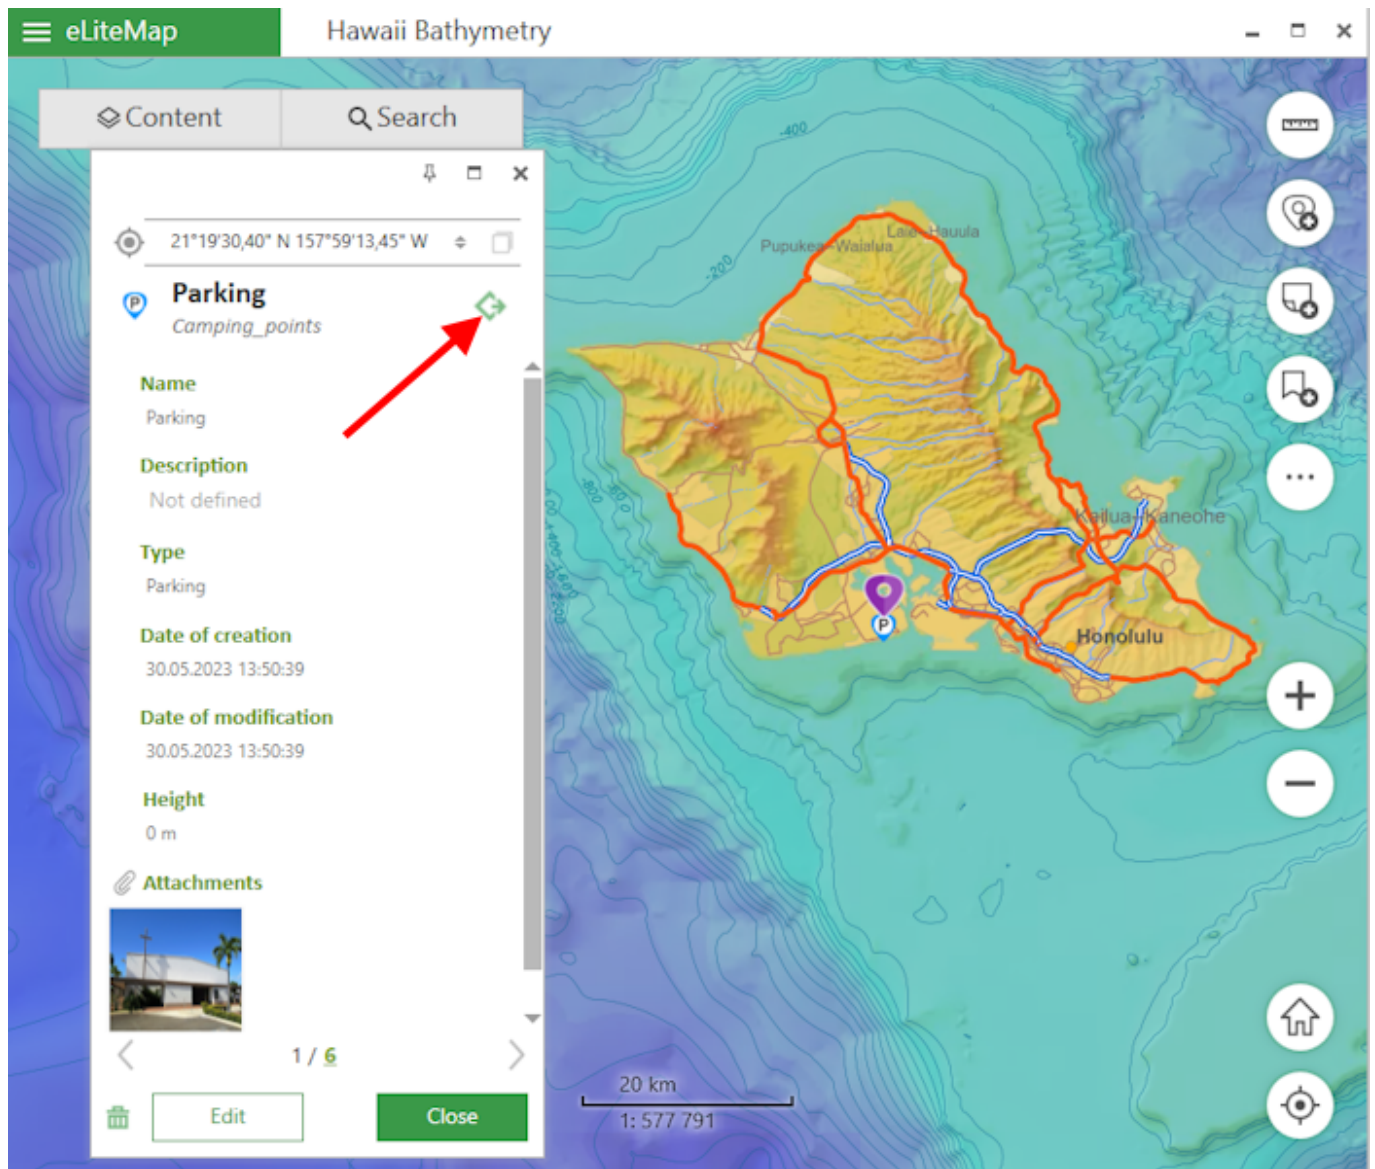 eLiteMap
Hawaii Bathymetry
Content
Search
21°19'30,40" N 157°59'13,45" W
P
Parking
Camping_points
Name
Parking
Description
Not defined
Type
Parking
Date of creation
30.05.2023 13:50:39
Date of modification
30.05.2023 13:50:39
Height
0 m
Attachments
1 / 6
Edit
Close
-400
-200
Pupukea--Waialua
Laie--Hauula
-800
Kailua--Kaneohe
P
Honolulu
20 km
1: 577 791